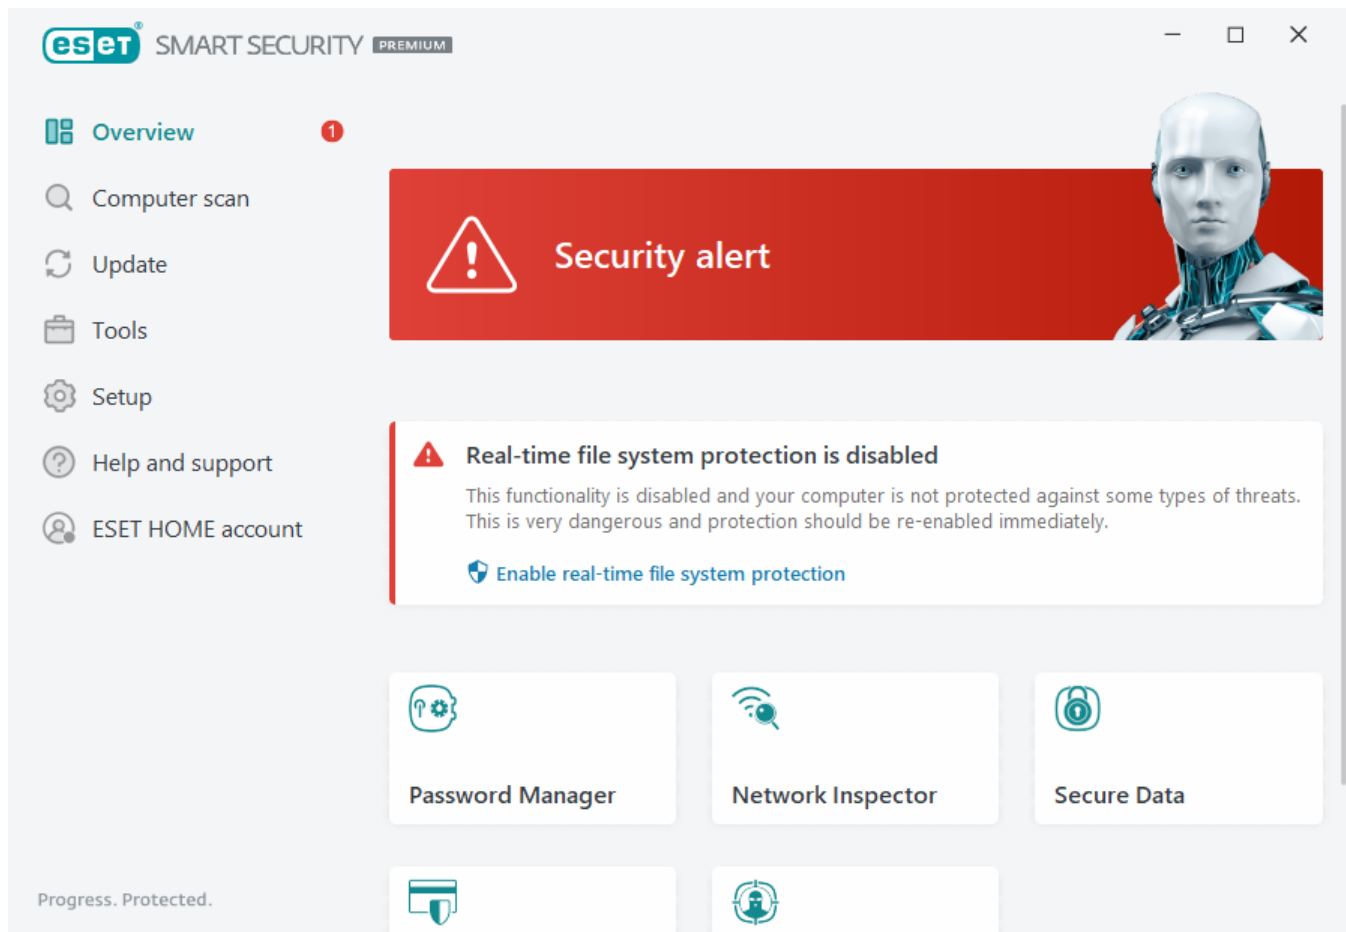 eset® SMART SECURITY PREMIUM
Overview 1
Computer scan
Update
Tools
Setup
Help and support
ESET HOME account
Progress. Protected.
Security alert
Real-time file system protection is disabled
This functionality is disabled and your computer is not protected against some types of threats.
This is very dangerous and protection should be re-enabled immediately.
Enable real-time file system protection
Password Manager
Network Inspector
Secure Data